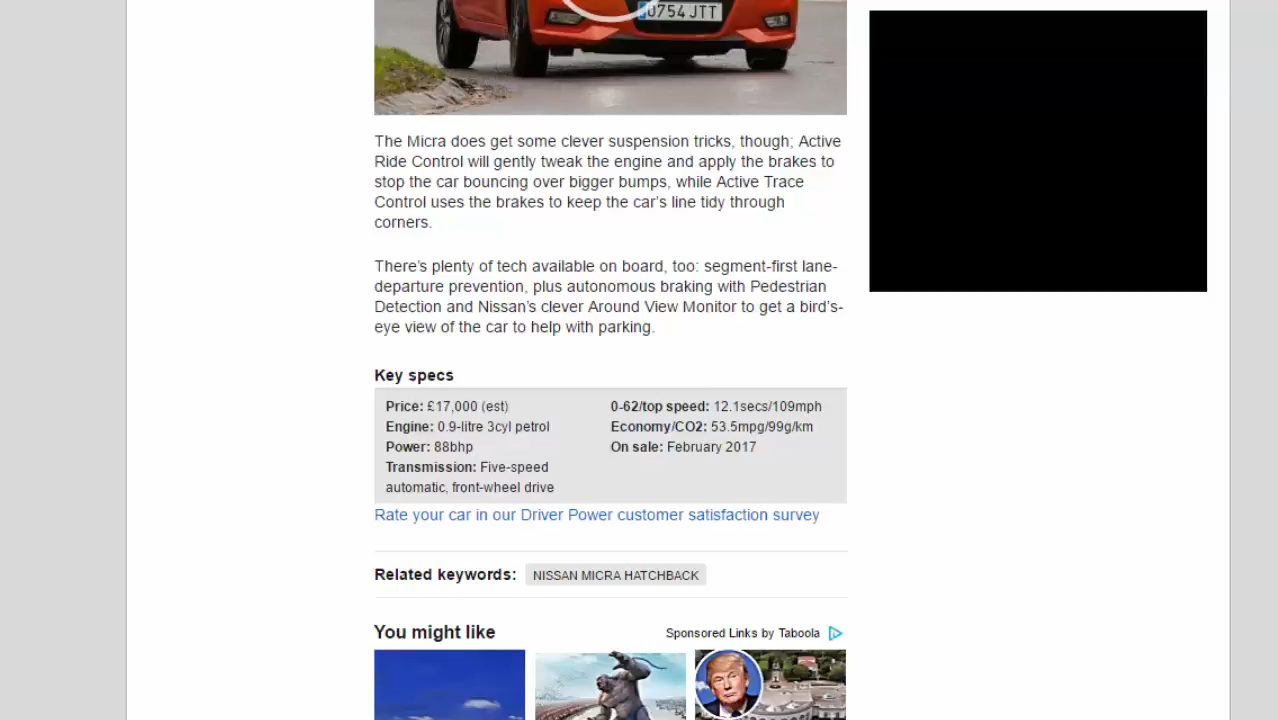 0754 JTT
The Micra does get some clever suspension tricks, though; Active
Ride Control will gently tweak the engine and apply the brakes to
stop the car bouncing over bigger bumps, while Active Trace
Control uses the brakes to keep the car's line tidy through
corners.
There's plenty of tech available on board, too: segment-first lane-
departure prevention, plus autonomous braking with Pedestrian
Detection and Nissan's clever Around View Monitor to get a bird's-
eye view of the car to help with parking.
Key specs
Price: £17,000 (est)
Engine: 0.9-litre 3cyl petrol
Power: 88bhp
Transmission: Five-speed
automatic, front-wheel drive
0-62/top speed: 12.1secs/109mph
Economy/CO2: 53.5mpg/99g/km
On sale: February 2017
Rate your car in our Driver Power customer satisfaction survey
Related keywords: NISSAN MICRA HATCHBACK
You might like
Sponsored Links by Taboola